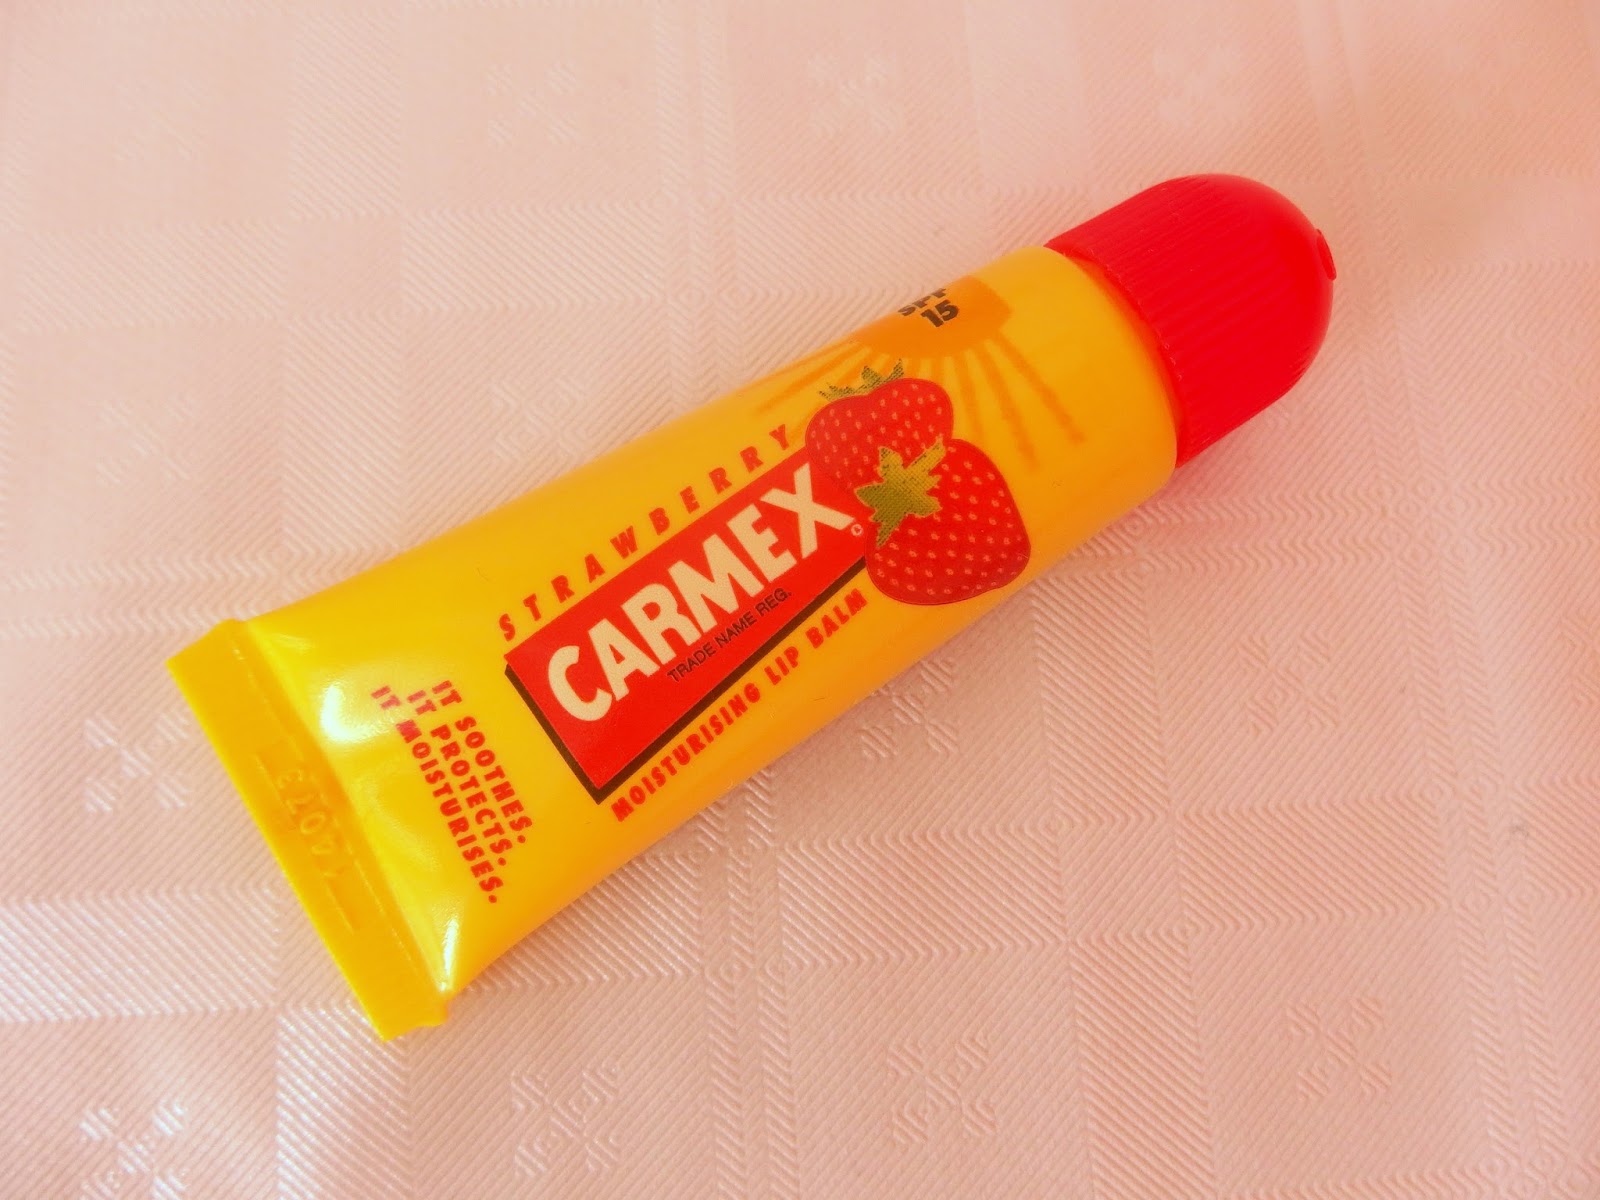 SPF
15
STRAWBERRY
CARMEX
TRADE NAME REG.
MOISTURISING LIP BALM
IT SOOTHES.
IT PROTECTS.
IT MOISTURISES.